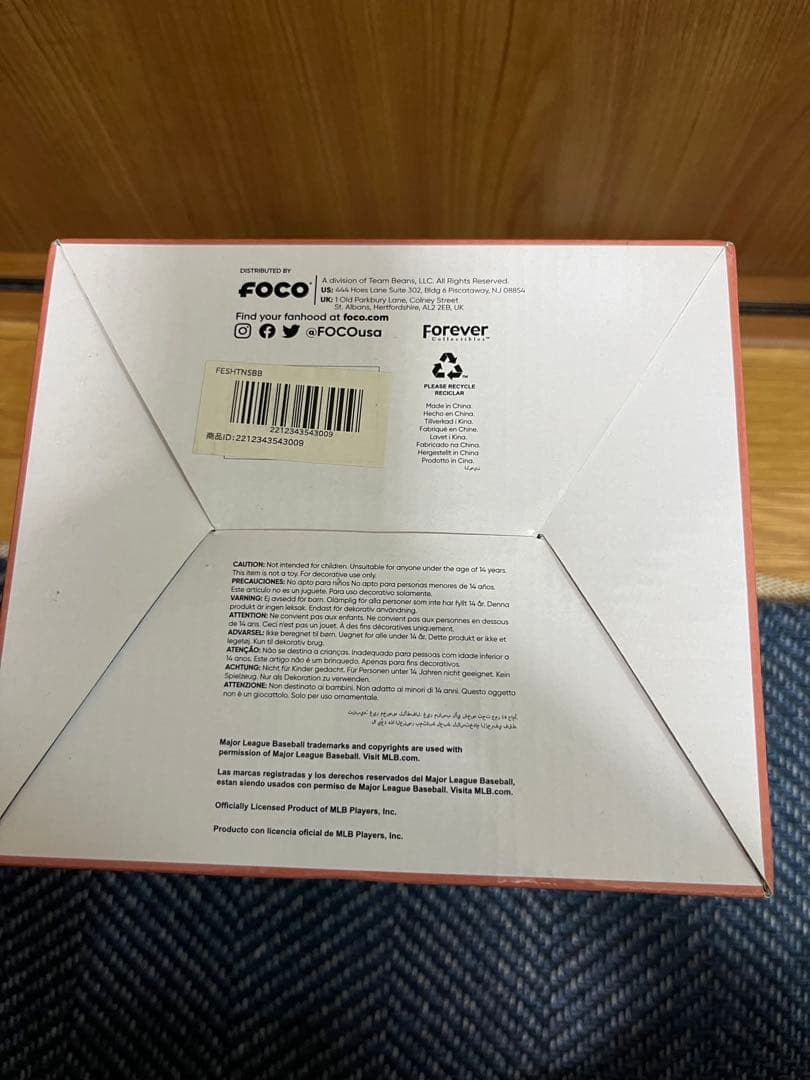 DISTRIBUTED BY
FOCO
A division of Team Beans, LLC. All Rights Reserved.
US: 444 Hoes Lane Suite 302, Bldg 6 Piscataway, NJ 08854
UK: 1 Old Parkbury Lane, Colney Street
St. Albans, Hertfordshire, AL2 2EB, UK
Find your fanhood at foco.com
@FOCOusa
Forever
Collectibles™
PLEASE RECYCLE
RECICLAR
Made in China.
Hecho en China.
Tillverkad i Kina.
Fabriqué en Chine.
Lavet i Kina.
Fabricado na China.
Hergestellt in China
Prodotto in Cina.
FESHTNSBB
2212343543009
商品ID:2212343543009
CAUTION: Not intended for children. Unsuitable for anyone under the age of 14 years.
This item is not a toy. For decorative use only.
PRECAUCIONES: No apto para niños No apto para personas menores de 14 años.
Este artículo no es un juguete. Para uso decorativo solamente.
VARNING: Ej avsedd för barn. Olämplig för alla personer som inte har fyllt 14 år. Denna
produkt är ingen leksak. Endast för dekorativ användning.
ATTENTION: Ne convient pas aux enfants. Ne convient pas aux personnes en dessous
de 14 ans. Ceci n'est pas un jouet. À des fins décoratives uniquement.
ADVARSEL: Ikke beregnet til børn. Uegnet for alle under 14 år. Dette produkt er ikke et
legetøj. Kun til dekorativ brug.
ATENÇÃO: Não se destina a crianças. Inadequado para pessoas com idade inferior a
14 anos. Este artigo não é um brinquedo. Apenas para fins decorativos.
ACHTUNG: Nicht für Kinder gedacht. Für Personen unter 14 Jahren nicht geeignet. Kein
Spielzeug. Nur als Dekoration zu verwenden.
ATTENZIONE: Non destinato ai bambini. Non adatto ai minori di 14 anni. Questo oggetto
non è un giocattolo. Solo per uso ornamentale.
Major League Baseball trademarks and copyrights are used with
permission of Major League Baseball. Visit MLB.com.
Las marcas registradas y los derechos reservados del Major League Baseball,
estan siendo usados con permiso de Major League Baseball. Visita MLB.com.
Officially Licensed Product of MLB Players, Inc.
Producto con licencia oficial de MLB Players, Inc.